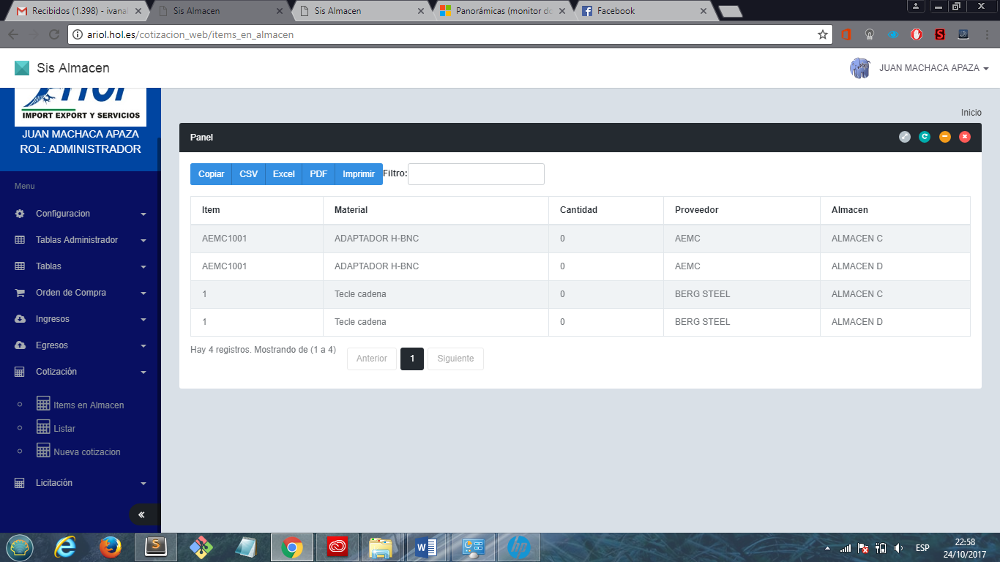 Recibidos (1.398) - ivanal
Sis Almacen
Sis Almacen
Panorámicas (monitor do
Facebook
ariol.hol.es/cotizacion_web/items_en_almacen
Sis Almacen
JUAN MACHACA APAZA
IMPORT EXPORT Y SERVICIOS
JUAN MACHACA APAZA
ROL: ADMINISTRADOR
Menu
Configuracion
Tablas Administrador
Tablas
Orden de Compra
Ingresos
Egresos
Cotización
Items en Almacen
Listar
Nueva cotizacion
Licitación
Inicio
Panel
Copiar CSV Excel PDF Imprimir Filtro:
Item Material Cantidad Proveedor Almacen
AEMC1001 ADAPTADOR H-BNC 0 AEMC ALMACEN C
AEMC1001 ADAPTADOR H-BNC 0 AEMC ALMACEN D
1 Tecle cadena 0 BERG STEEL ALMACEN C
1 Tecle cadena 0 BERG STEEL ALMACEN D
Hay 4 registros. Mostrando de (1 a 4) Anterior 1 Siguiente
ESP
22:58
24/10/2017